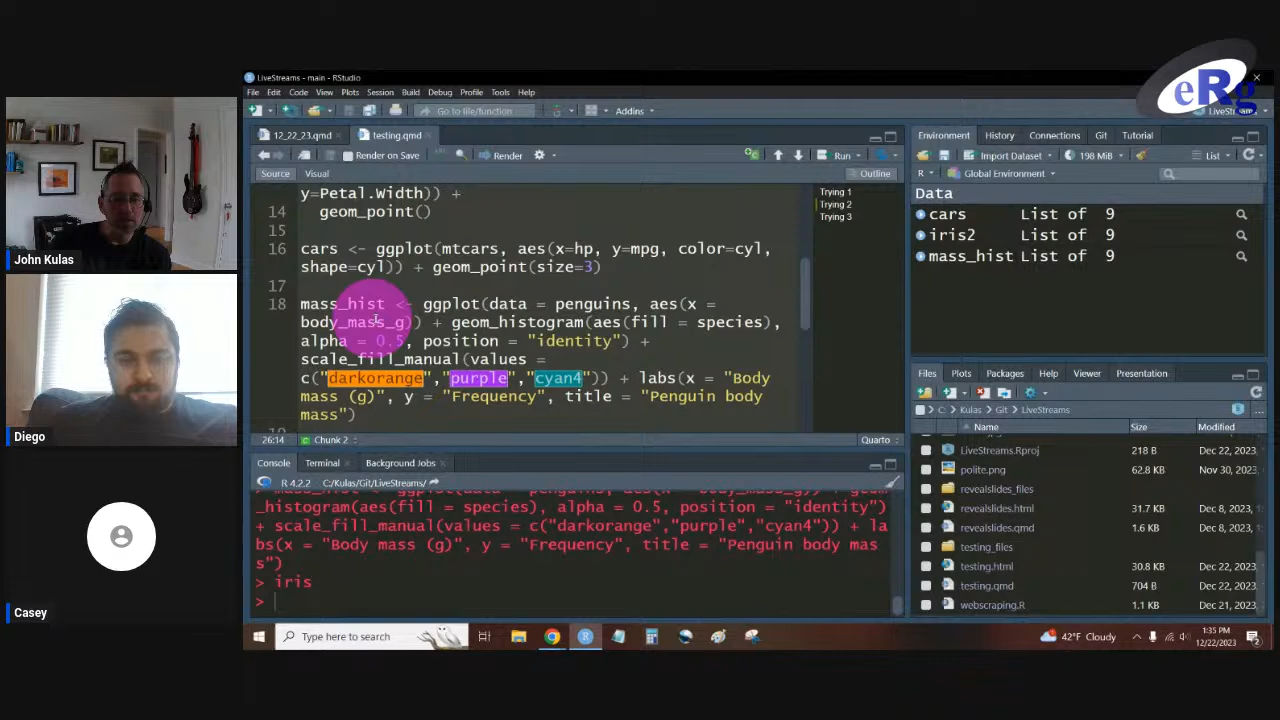 LiveStreams - main - RStudio
eRg
File Edit Code View Plots Session Build Debug Profile Tools Help
Go to file/function
Addins
LiveStreams
12_22_23.qmd
testing.qmd
Render on Save
Render
Run
Source Visual
Outline
y=Petal.Width)) +
14 geom_point()
15
16 cars <- ggplot(mtcars, aes(x=hp, y=mpg, color=cyl,
shape=cyl)) + geom_point(size=3)
17
18 mass_hist <- ggplot(data = penguins, aes(x =
body_mass_g)) + geom_histogram(aes(fill = species),
alpha = 0.5, position = "identity") +
scale_fill_manual(values =
c("darkorange","purple","cyan4")) + labs(x = "Body
mass (g)", y = "Frequency", title = "Penguin body
mass")
26:14 Chunk 2 Quarto
Trying 1
Trying 2
Trying 3
Console Terminal Background Jobs
R 4.2.2 C:/Kulas/Git/LiveStreams/
_histogram(aes(fill = species), alpha = 0.5, position = "identity")
+ scale_fill_manual(values = c("darkorange","purple","cyan4")) + la
bs(x = "Body mass (g)", y = "Frequency", title = "Penguin body mas
s")
> iris
>
Environment History Connections Git Tutorial
Import Dataset 198 MiB List
R Global Environment
Data
cars List of 9
iris2 List of 9
mass_hist List of 9
Files Plots Packages Help Viewer Presentation
C: Kulas Git LiveStreams
Name Size Modified
LiveStreams.Rproj 218 B Dec 22, 2023,
polite.png 62.8 KB Nov 30, 2023,
revealslides_files
revealslides.html 31.7 KB Dec 8, 2023,
revealslides.qmd 1.6 KB Dec 8, 2023,
testing_files
testing.html 30.8 KB Dec 22, 2023,
testing.qmd 704 B Dec 22, 2023,
webscraping.R 1.1 KB Dec 21, 2023,
John Kulas
Diego
Casey
Type here to search
42°F Cloudy
1:35 PM
12/22/2023